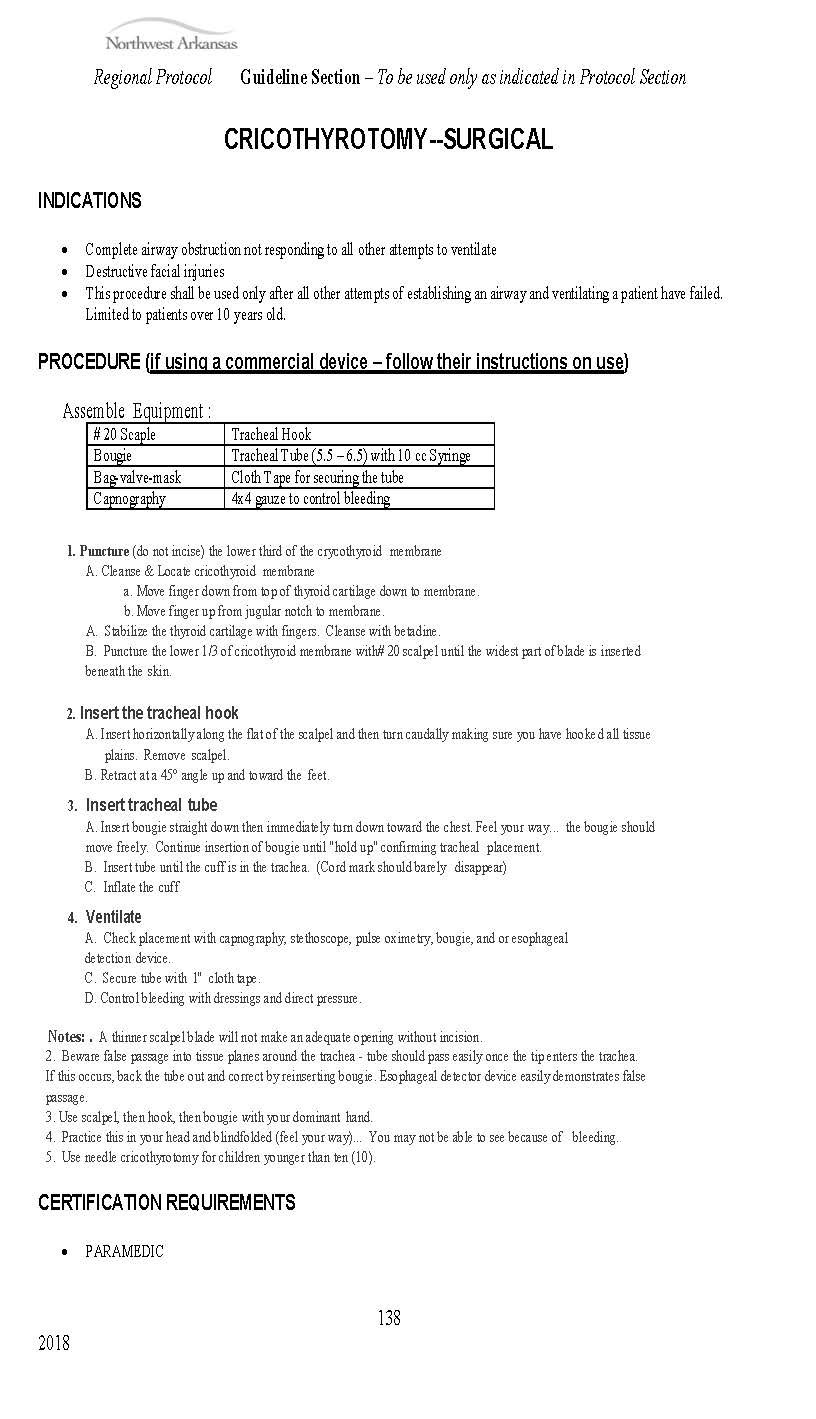 Northwest Arkansas
Regional Protocol Guideline Section – To be used only as indicated in Protocol Section
CRICOTHYROTOMY--SURGICAL
INDICATIONS
• Complete airway obstruction not responding to all other attempts to ventilate
• Destructive facial injuries
• This procedure shall be used only after all other attempts of establishing an airway and ventilating a patient have failed.
Limited to patients over 10 years old.
PROCEDURE (if using a commercial device – follow their instructions on use)
Assemble Equipment :
# 20 Scaple Tracheal Hook
Bougie Tracheal Tube (5.5 – 6.5) with 10 cc Syringe
Bag-valve-mask Cloth Tape for securing the tube
Capnography 4x4 gauze to control bleeding
1. Puncture (do not incise) the lower third of the crycothyroid membrane
A. Cleanse & Locate cricothyroid membrane
a. Move finger down from top of thyroid cartilage down to membrane.
b. Move finger up from jugular notch to membrane.
A. Stabilize the thyroid cartilage with fingers. Cleanse with betadine.
B. Puncture the lower 1/3 of cricothyroid membrane with# 20 scalpel until the widest part of blade is inserted
beneath the skin.
2. Insert the tracheal hook
A. Insert horizontally along the flat of the scalpel and then turn caudally making sure you have hooked all tissue
plains. Remove scalpel.
B. Retract at a 45º angle up and toward the feet.
3. Insert tracheal tube
A. Insert bougie straight down then immediately turn down toward the chest. Feel your way... the bougie should
move freely. Continue insertion of bougie until "hold up" confirming tracheal placement.
B. Insert tube until the cuff is in the trachea. (Cord mark should barely disappear)
C. Inflate the cuff
4. Ventilate
A. Check placement with capnography, stethoscope, pulse oximetry, bougie, and or esophageal
detection device.
C. Secure tube with 1" cloth tape.
D. Control bleeding with dressings and direct pressure.
Notes: . A thinner scalpel blade will not make an adequate opening without incision.
2. Beware false passage into tissue planes around the trachea - tube should pass easily once the tip enters the trachea.
If this occurs, back the tube out and correct by reinserting bougie. Esophageal detector device easily demonstrates false
passage.
3. Use scalpel, then hook, then bougie with your dominant hand.
4. Practice this in your head and blindfolded (feel your way)... You may not be able to see because of bleeding.
5. Use needle cricothyrotomy for children younger than ten (10).
CERTIFICATION REQUIREMENTS
• PARAMEDIC
138
2018